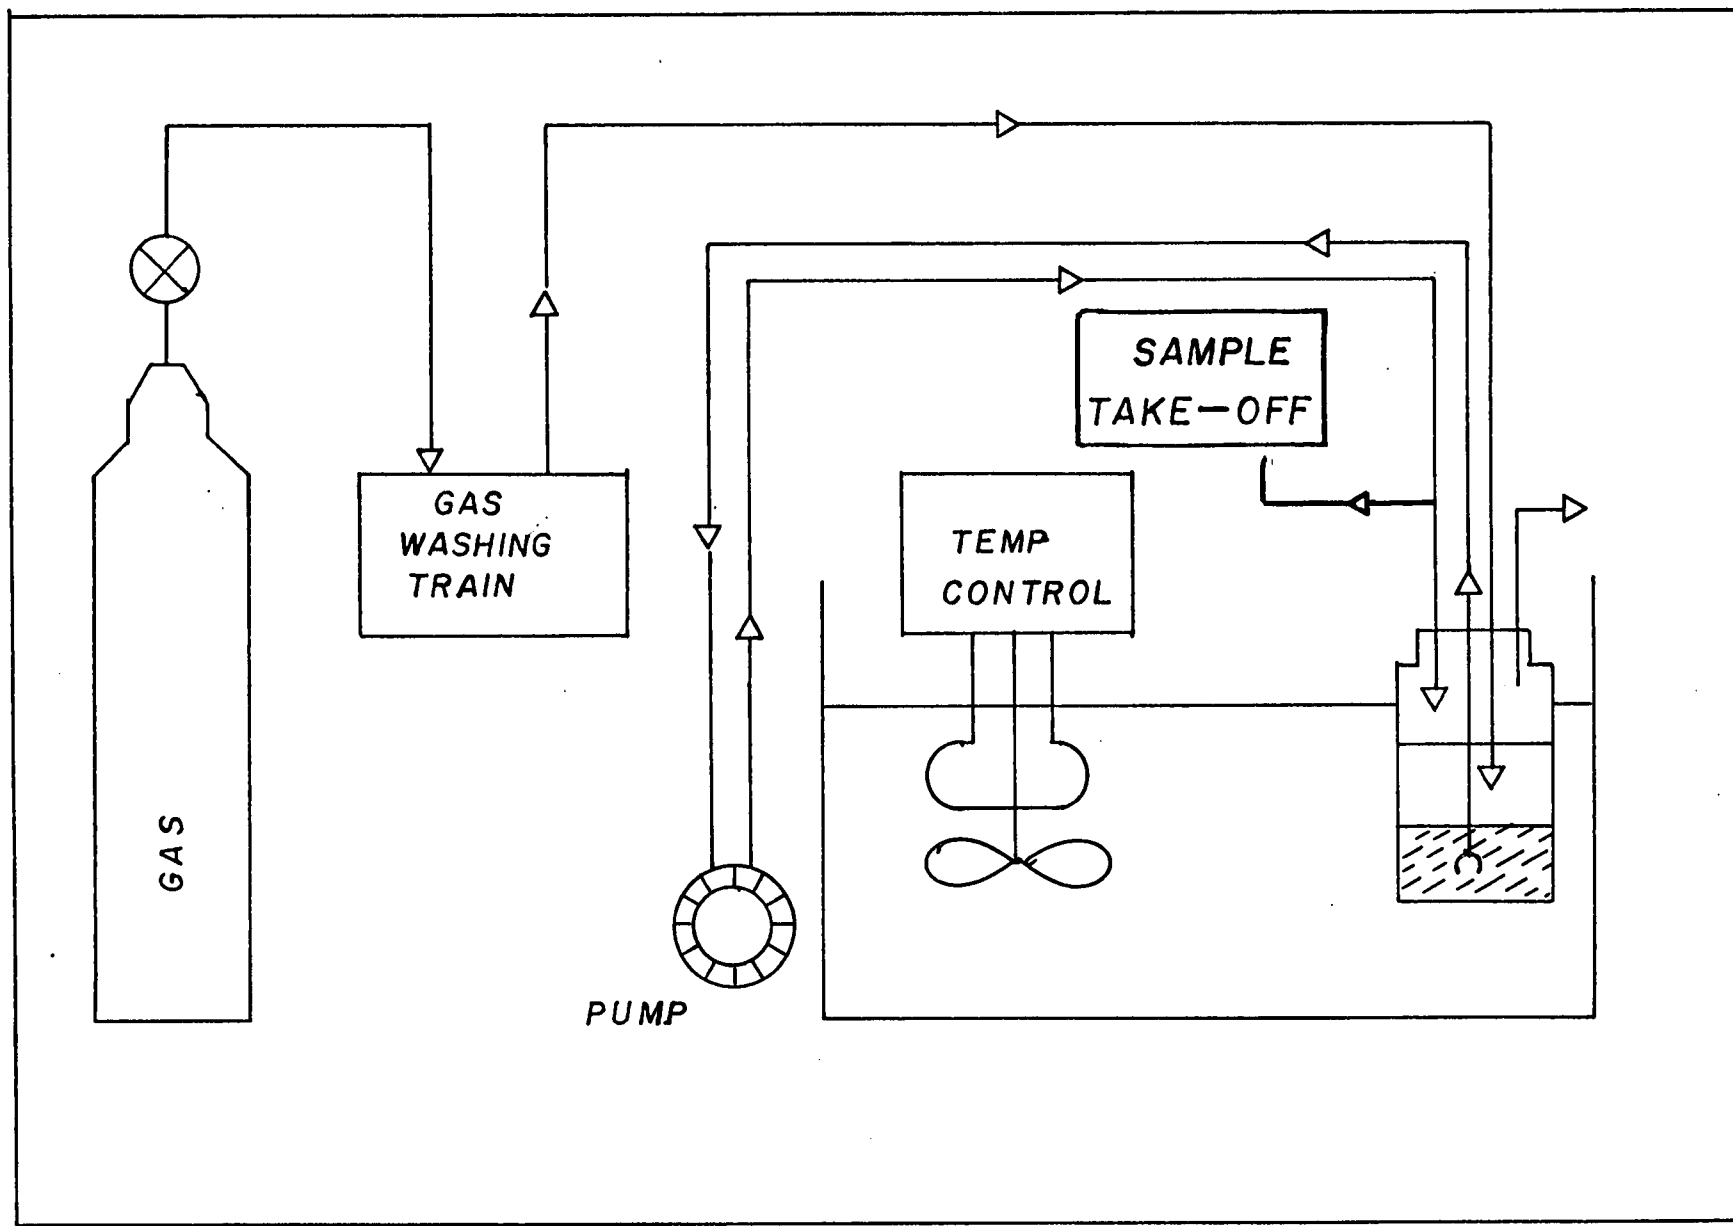 SAMPLE
TAKE-OFF
GAS
WASHING
TRAIN
TEMP
CONTROL
GAS
PUMP